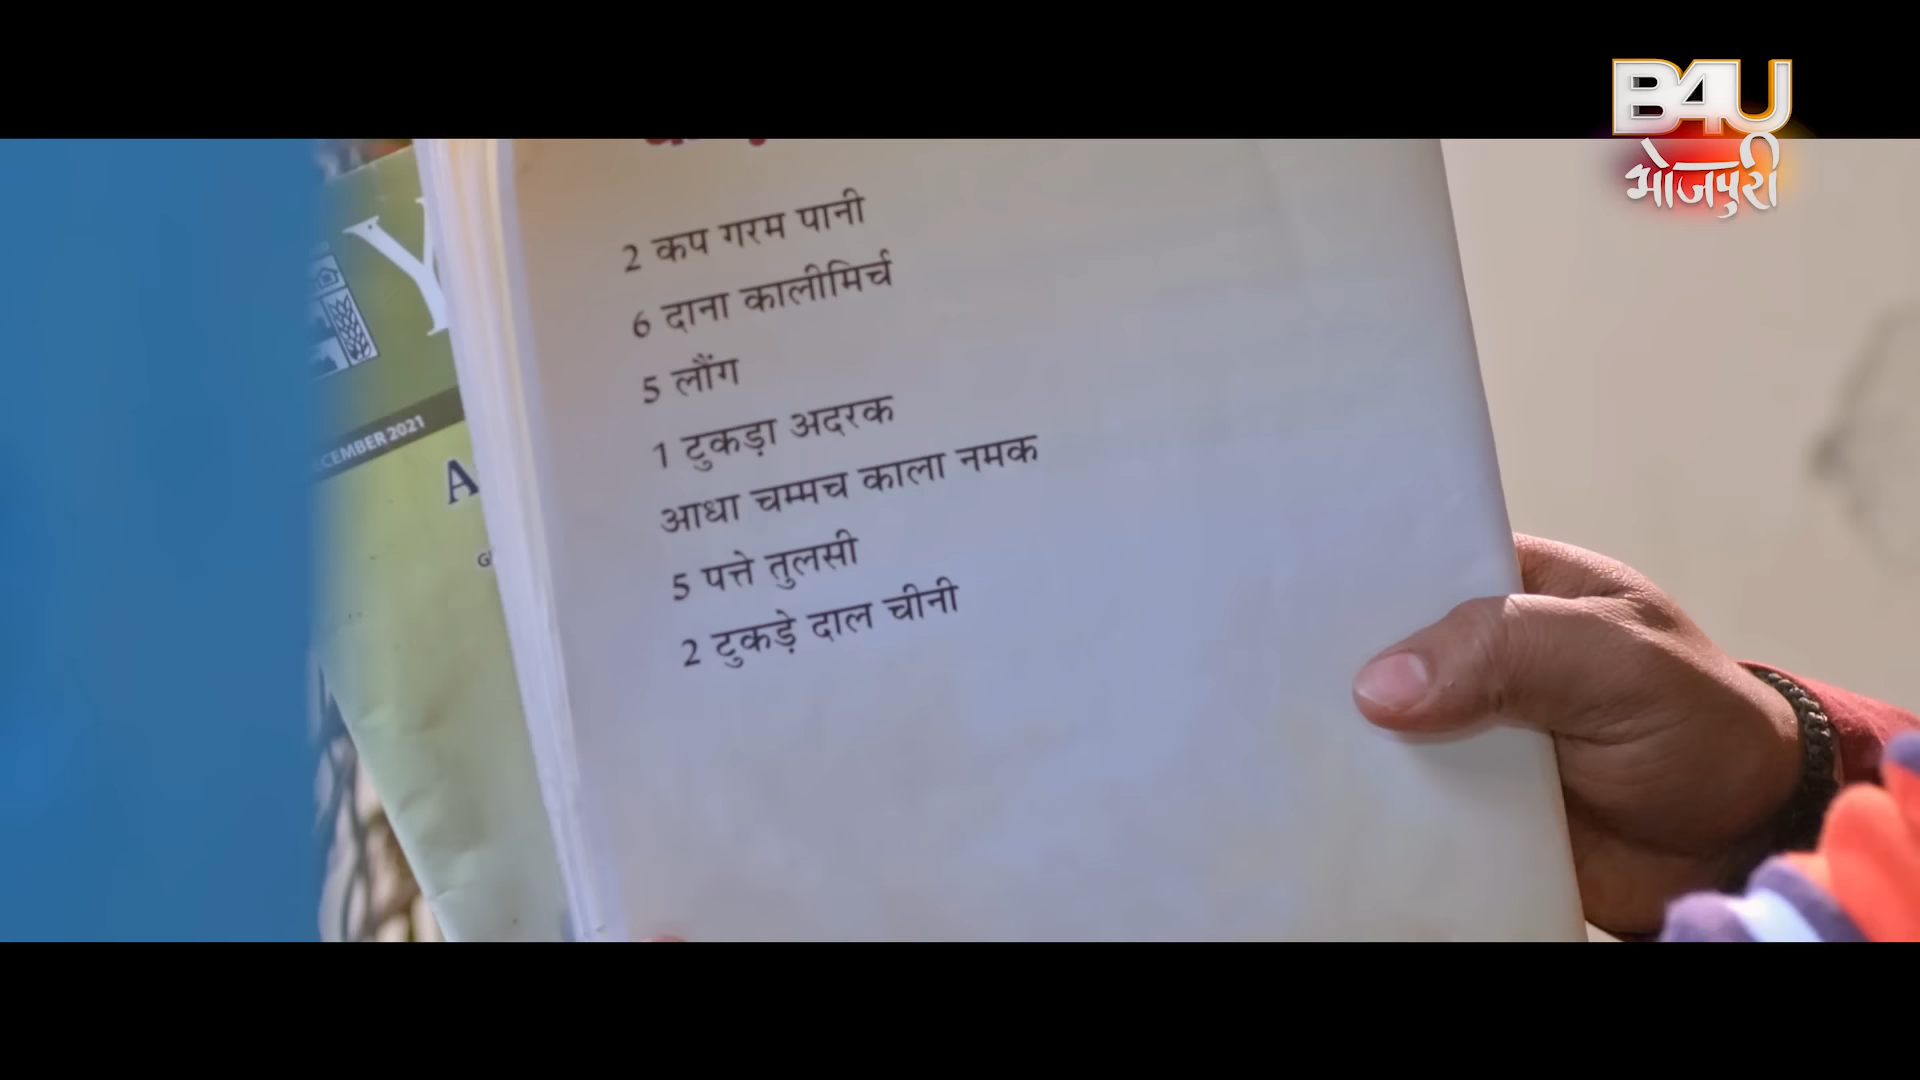 B4U
भोजपुरी
2 कप गरम पानी
6 दाना कालीमिर्च
5 लौंग
1 टुकड़ा अदरक
आधा चम्मच काला नमक
5 पत्ते तुलसी
2 टुकड़े दाल चीनी
Y
ECEMBER 2021
A
G